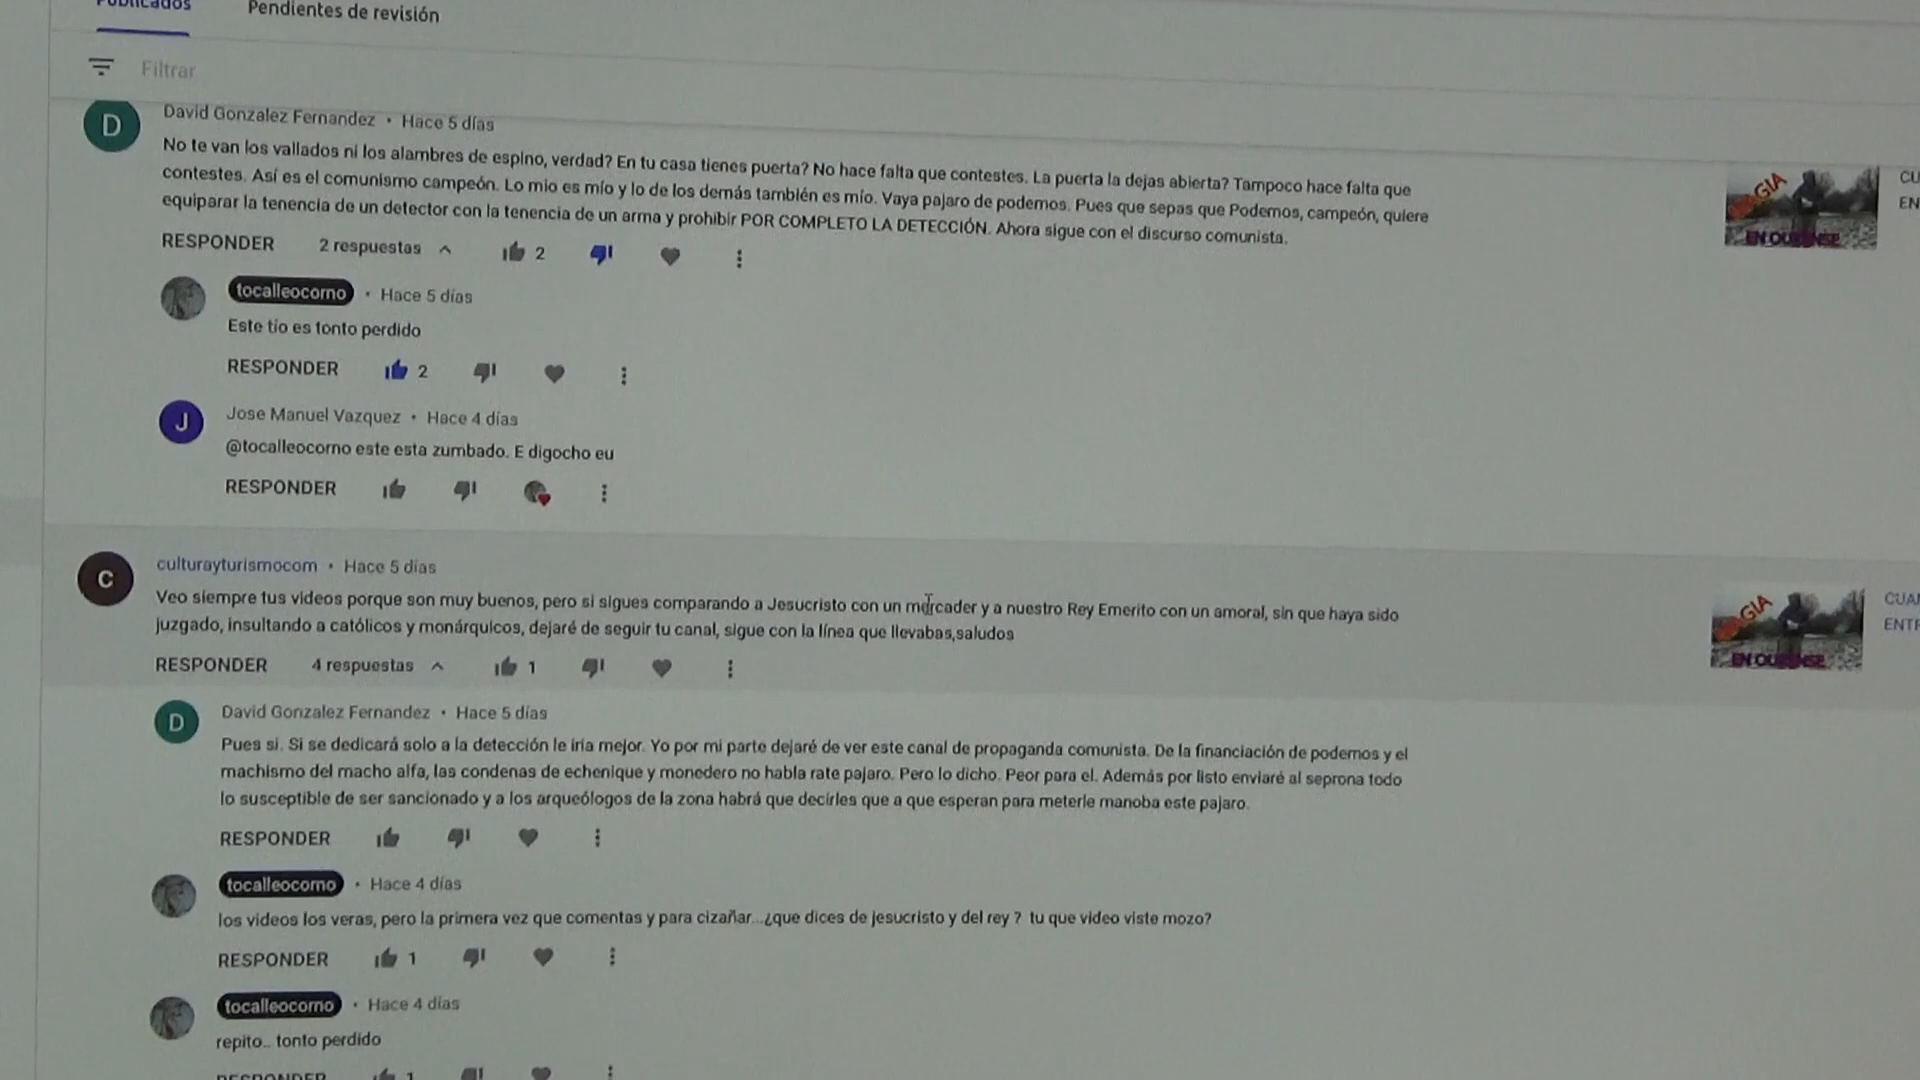 Publicados
Pendientes de revisión
Filtrar
David Gonzalez Fernandez • Hace 5 días
No te van los vallados ni los alambres de espino, verdad? En tu casa tienes puerta? No hace falta que contestes. La puerta la dejas abierta? Tampoco hace falta que
contestes. Así es el comunismo campeón. Lo mio es mío y lo de los demás también es mío. Vaya pajaro de podemos. Pues que sepas que Podemos, campeón, quiere
equiparar la tenencia de un detector con la tenencia de un arma y prohibir POR COMPLETO LA DETECCIÓN. Ahora sigue con el discurso comunista.
RESPONDER 2 respuestas 2
CU
EN
GIA
EN OURENSE
tocalleocorno • Hace 5 días
Este tio es tonto perdido
RESPONDER 2
Jose Manuel Vazquez • Hace 4 días
@tocalleocorno este esta zumbado. E digocho eu
RESPONDER
culturayturismocom • Hace 5 días
Veo siempre tus videos porque son muy buenos, pero si sigues comparando a Jesucristo con un mercader y a nuestro Rey Emerito con un amoral, sin que haya sido
juzgado, insultando a católicos y monárquicos, dejaré de seguir tu canal, sigue con la línea que llevabas,saludos
RESPONDER 4 respuestas 1
CUA
ENTR
GIA
EN OURENSE
David Gonzalez Fernandez • Hace 5 días
Pues si. Si se dedicará solo a la detección le iria mejor. Yo por mi parte dejaré de ver este canal de propaganda comunista. De la financiación de podemos y el
machismo del macho alfa, las condenas de echenique y monedero no habla rate pajaro. Pero lo dicho. Peor para el. Además por listo enviaré al seprona todo
lo susceptible de ser sancionado y a los arqueólogos de la zona habrá que decirles que a que esperan para meterle manoba este pajaro.
RESPONDER
tocalleocorno • Hace 4 días
los videos los veras, pero la primera vez que comentas y para cizañar...¿que dices de jesucristo y del rey ? tu que video viste mozo?
RESPONDER 1
tocalleocorno • Hace 4 días
repito.. tonto perdido
RESPONDER 1
D
J
C
D